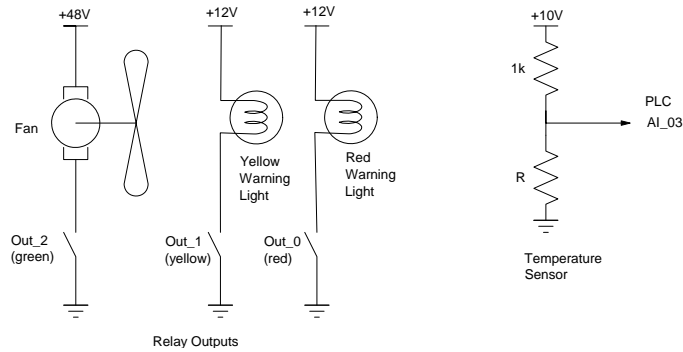 +48V
+12V
+12V
+10V
1k
PLC
AI_03
Fan
Yellow
Warning
Light
Red
Warning
Light
R
Out_2
(green)
Out_1
(yellow)
Out_0
(red)
Temperature
Sensor
Relay Outputs